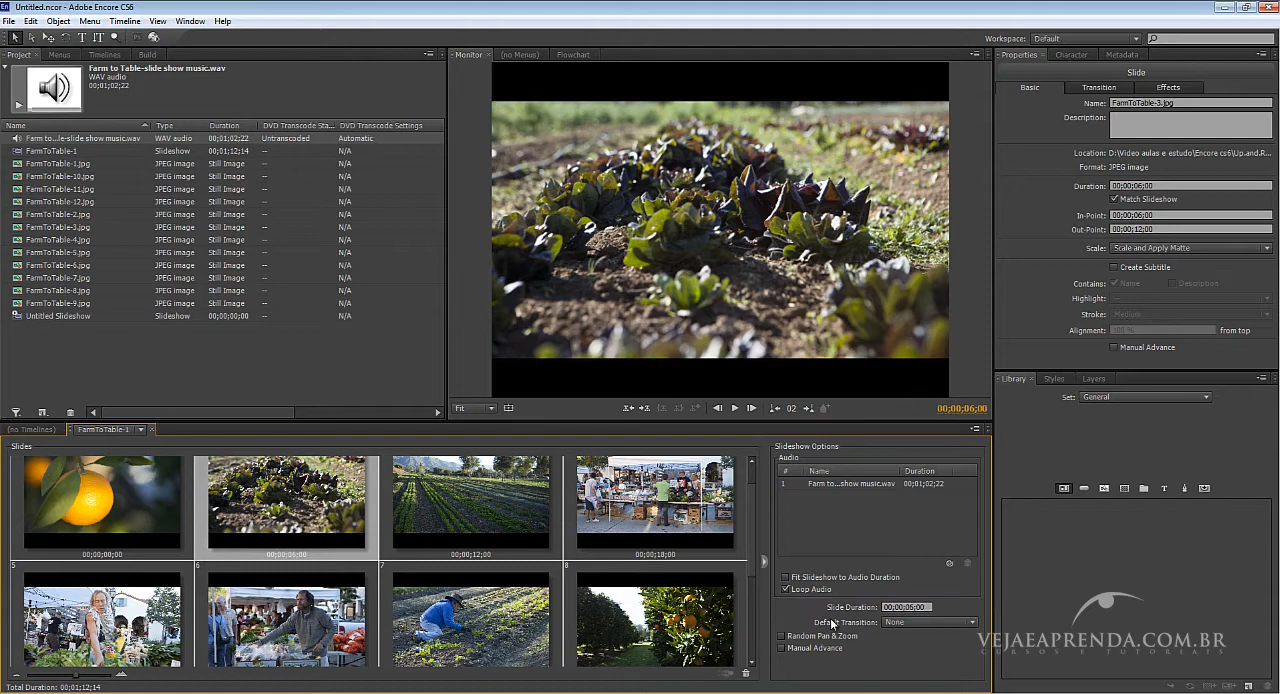 Untitled.ncor - Adobe Encore CS6
File Edit Object Menu Timeline View Window Help
Workspace: Default
Project Menus Timelines Build
Farm to Table-slide show music.wav
WAV audio
00;01;02;22
Name Type Duration DVD Transcode Sta... DVD Transcode Settings
Farm to...le-slide show music.wav WAV audio 00;01;02;22 Untranscoded Automatic
FarmToTable-1 Slideshow 00;01;12;14 -- N/A
FarmToTable-1.jpg JPEG image Still Image -- N/A
FarmToTable-10.jpg JPEG image Still Image -- N/A
FarmToTable-11.jpg JPEG image Still Image -- N/A
FarmToTable-12.jpg JPEG image Still Image -- N/A
FarmToTable-2.jpg JPEG image Still Image -- N/A
FarmToTable-3.jpg JPEG image Still Image -- N/A
FarmToTable-4.jpg JPEG image Still Image -- N/A
FarmToTable-5.jpg JPEG image Still Image -- N/A
FarmToTable-6.jpg JPEG image Still Image -- N/A
FarmToTable-7.jpg JPEG image Still Image -- N/A
FarmToTable-8.jpg JPEG image Still Image -- N/A
FarmToTable-9.jpg JPEG image Still Image -- N/A
Untitled Slideshow Slideshow 00;00;00;00 -- N/A
Monitor (no Menus) Flowchart
Fit 02 00;00;06;00
Properties Character Metadata
Slide
Basic Transition Effects
Name: FarmToTable-3.jpg
Description:
Location: D:\Video aulas e estudo\Encore cs6\Up.and.R...
Format: JPEG image
Duration: 00;00;06;00
Match Slideshow
In-Point: 00;00;06;00
Out-Point: 00;00;12;00
Scale: Scale and Apply Matte
Create Subtitle
Contains: Name Description
Highlight: --
Stroke: Medium
Alignment: 100 % from top
Manual Advance
Library Styles Layers
Set: General
(no Timelines) FarmToTable-1
Slides
00;00;00;00 00;00;06;00 00;00;12;00 00;00;18;00
5 6 7 8
Total Duration: 00;01;12;14
Slideshow Options
Audio
# Name Duration
1 Farm to...show music.wav 00;01;02;22
Fit Slideshow to Audio Duration
Loop Audio
Slide Duration: 00;00;06;00
Default Transition: None
Random Pan & Zoom
Manual Advance
VEJAEAPRENDA.COM.BR
CURSOS E TUTORIAIS